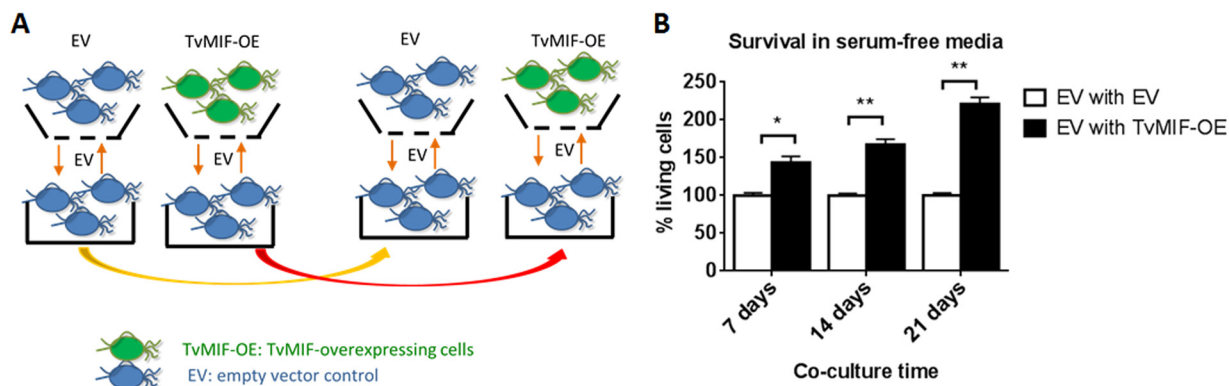 A
EV
TvMIF-OE
EV
TvMIF-OE
EV
EV
EV
EV
TvMIF-OE: TvMIF-overexpressing cells
EV: empty vector control
B
Survival in serum-free media
% living cells
250
200
150
100
50
0
*
**
**
7 days
14 days
21 days
Co-culture time
EV with EV
EV with TvMIF-OE